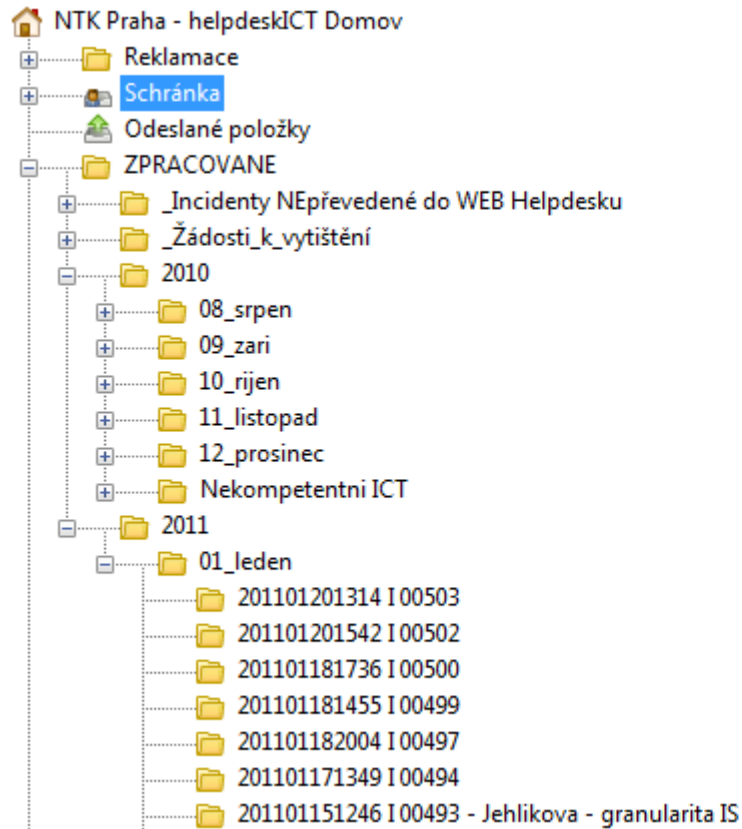 NTK Praha - helpdeskICT Domov
Reklamace
Schránka
Odeslané položky
ZPRACOVANE
_Incidenty NEpřevedené do WEB Helpdesku
_Žádosti_k_vytištění
2010
08_srpen
09_zari
10_rijen
11_listopad
12_prosinec
Nekompetentni ICT
2011
01_leden
201101201314 I 00503
201101201542 I 00502
201101181736 I 00500
201101181455 I 00499
201101182004 I 00497
201101171349 I 00494
201101151246 I 00493 - Jehlikova - granularita IS